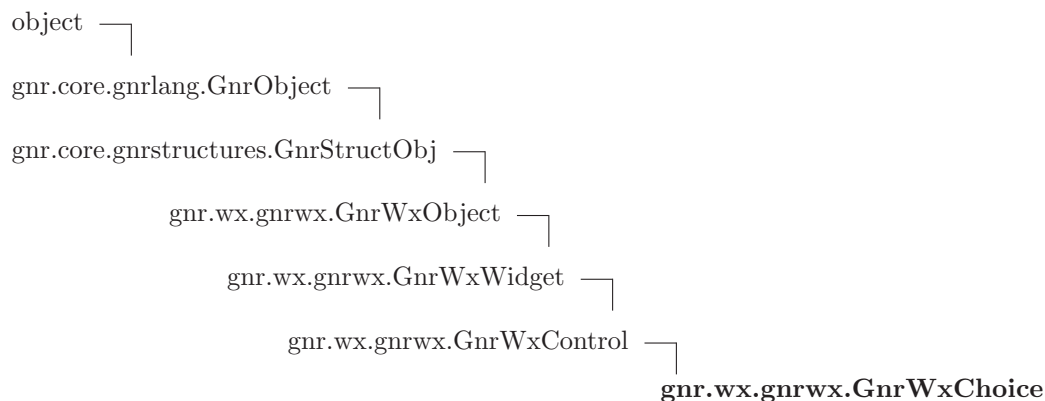 object
gnr.core.gnrlang.GnrObject
gnr.core.gnrstructures.GnrStructObj
gnr.wx.gnrwx.GnrWxObject
gnr.wx.gnrwx.GnrWxWidget
gnr.wx.gnrwx.GnrWxControl
gnr.wx.gnrwx.GnrWxChoice